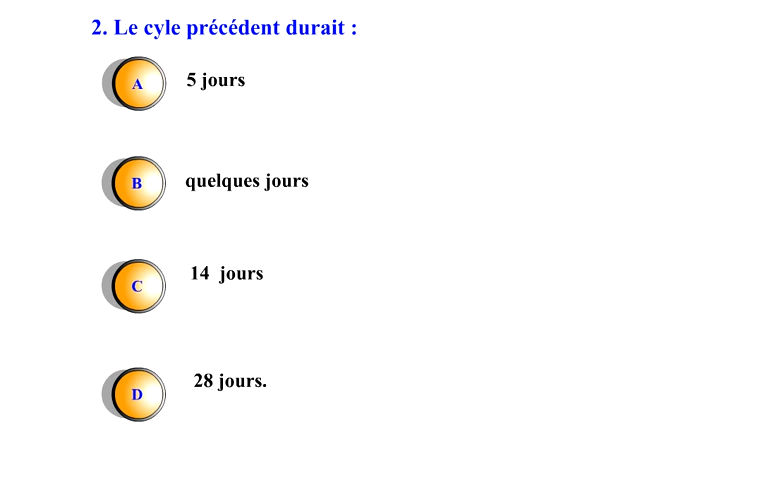 2. Le cyle précédent durait :
A 5 jours
B quelques jours
C 14 jours
D 28 jours.